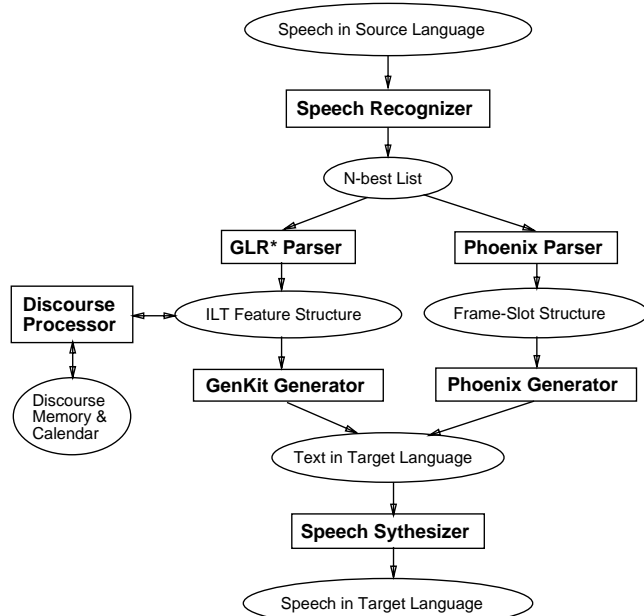 Speech in Source Language
Speech Recognizer
N-best List
GLR* Parser
Phoenix Parser
Discourse
Processor
ILT Feature Structure
Frame-Slot Structure
GenKit Generator
Phoenix Generator
Discourse
Memory &
Calendar
Text in Target Language
Speech Sythesizer
Speech in Target Language